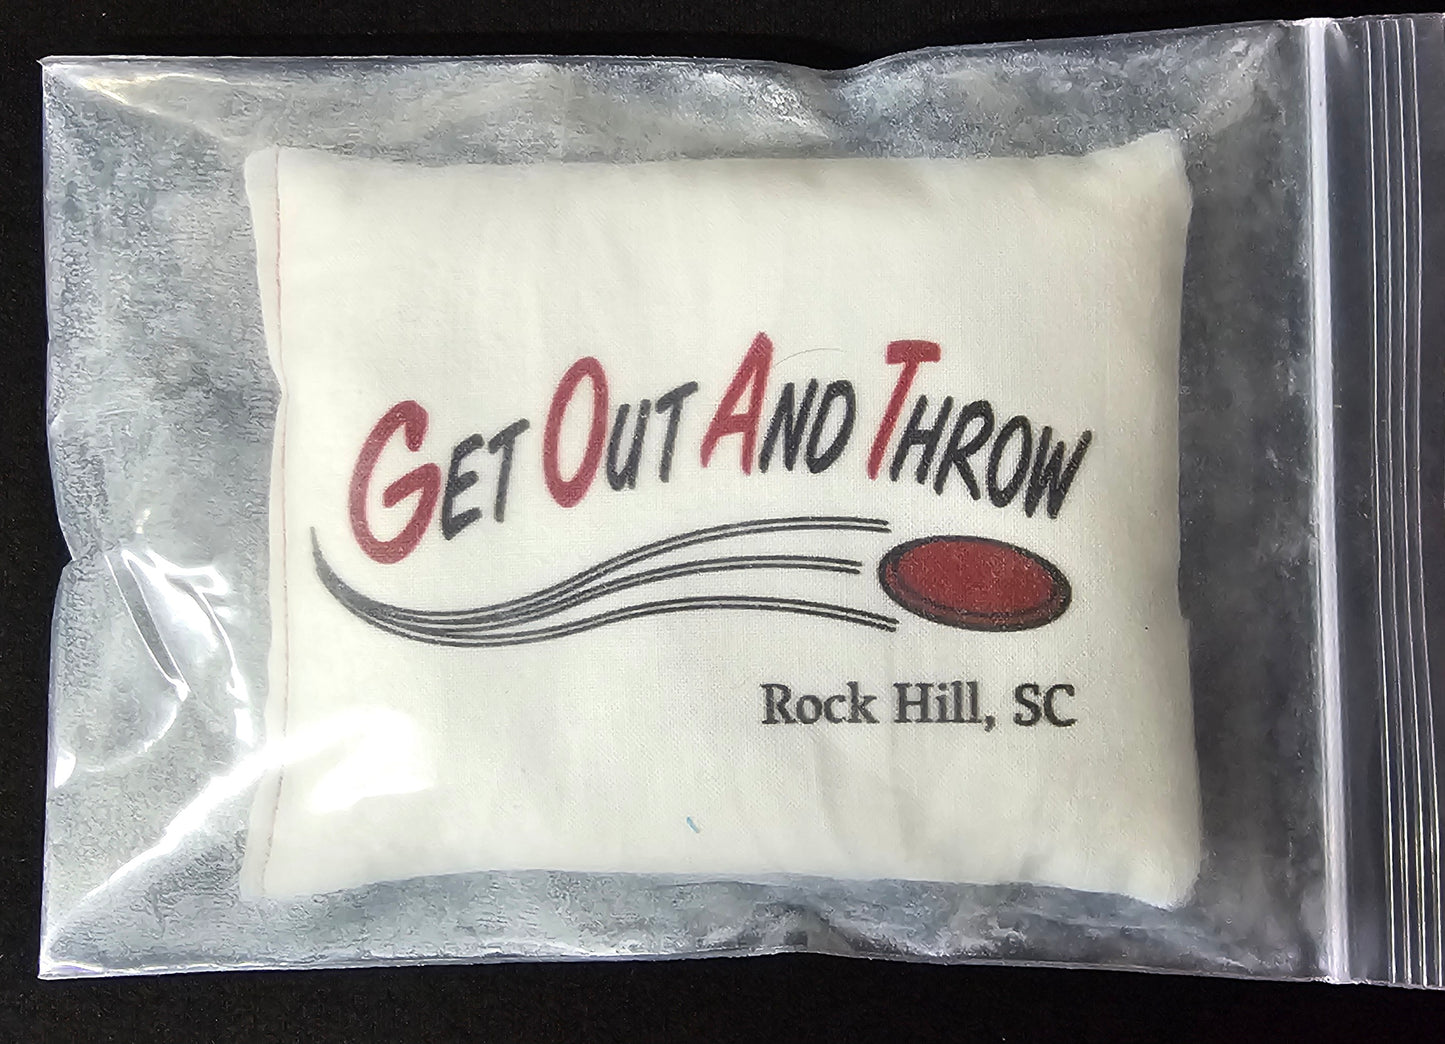 Get Out And Throw
Rock Hill, SC